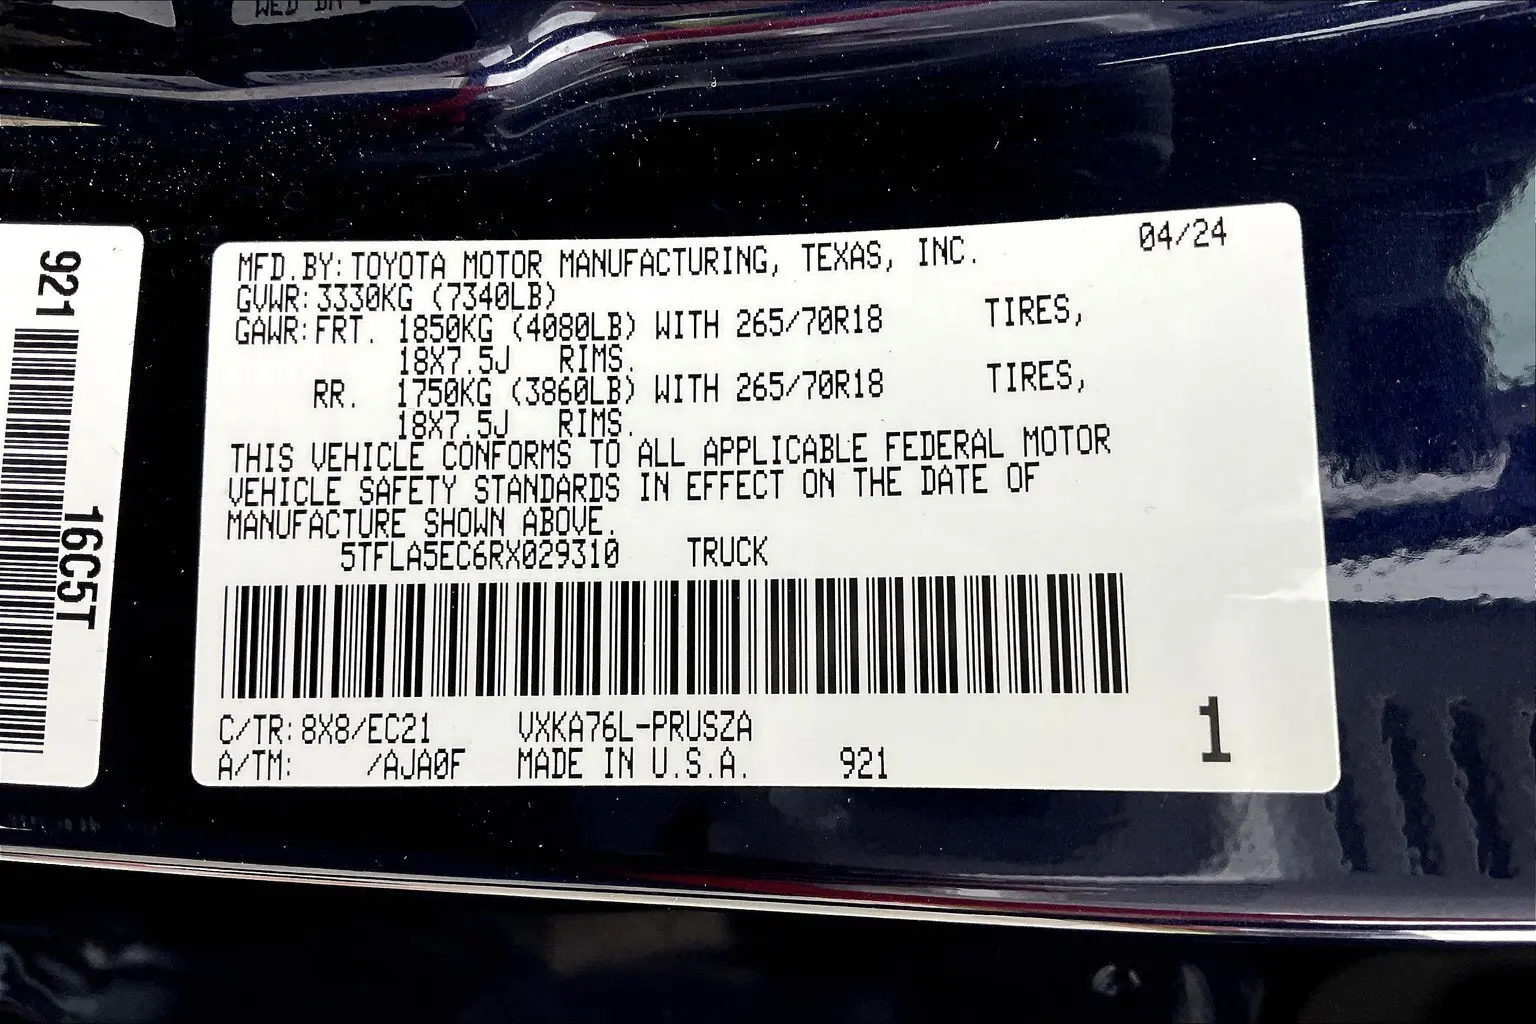 921
16C5T
MFD.BY:TOYOTA MOTOR MANUFACTURING, TEXAS, INC. 04/24
GVWR:3330KG (7340LB)
GAWR:FRT. 1850KG (4080LB) WITH 265/70R18 TIRES,
18X7.5J RIMS.
RR. 1750KG (3860LB) WITH 265/70R18 TIRES,
18X7.5J RIMS.
THIS VEHICLE CONFORMS TO ALL APPLICABLE FEDERAL MOTOR
VEHICLE SAFETY STANDARDS IN EFFECT ON THE DATE OF
MANUFACTURE SHOWN ABOVE.
5TFLA5EC6RX029310 TRUCK
C/TR:8X8/EC21 VXKA76L-PRUSZA
A/TM: /AJA0F MADE IN U.S.A. 921
1